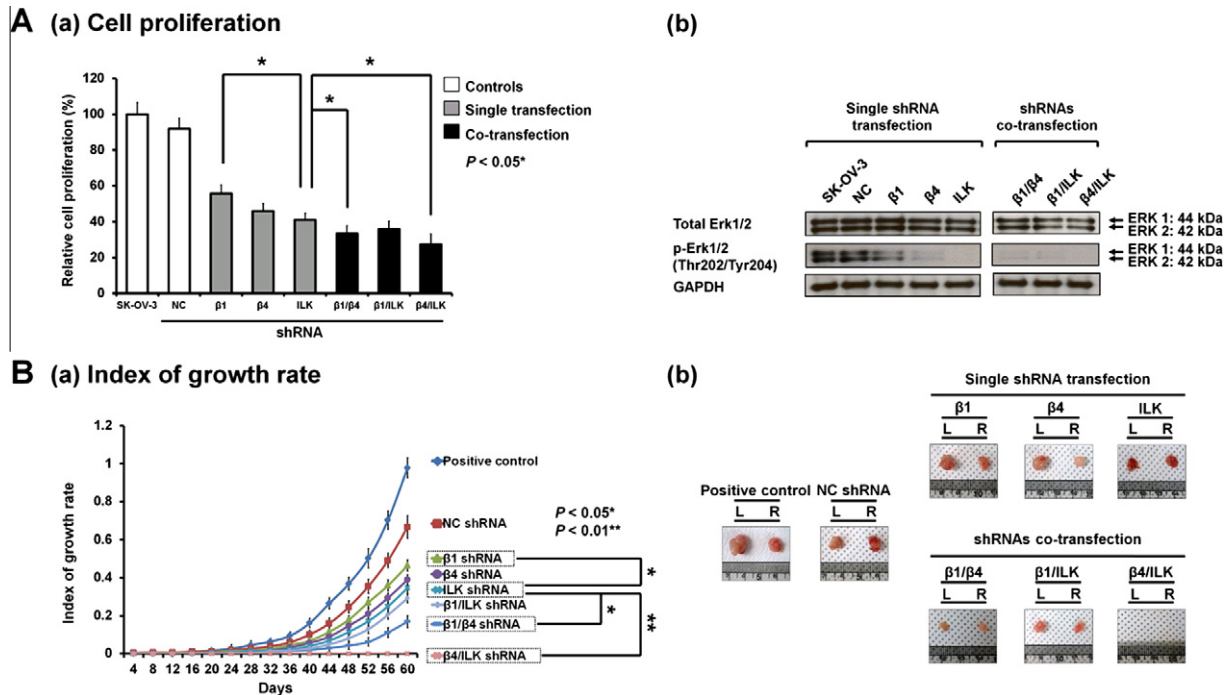 A (a) Cell proliferation
Relative cell proliferation (%)
120
100
80
60
40
20
0
* * *
Controls
Single transfection
Co-transfection
P < 0.05*
SK-OV-3 NC β1 β4 ILK β1/β4 β1/ILK β4/ILK
shRNA
(b)
Single shRNA transfection
shRNAs co-transfection
SK-OV-3 NC β1 β4 ILK β1/β4 β1/ILK β4/ILK
Total Erk1/2
ERK 1: 44 kDa
ERK 2: 42 kDa
p-Erk1/2
(Thr202/Tyr204)
ERK 1: 44 kDa
ERK 2: 42 kDa
GAPDH
B (a) Index of growth rate
Index of growth rate
1.2
1
0.8
0.6
0.4
0.2
0
4 8 12 16 20 24 28 32 36 40 44 48 52 56 60
Days
Positive control
NC shRNA
β1 shRNA
β4 shRNA
ILK shRNA
β1/ILK shRNA
β1/β4 shRNA
β4/ILK shRNA
P < 0.05*
P < 0.01**
*
*
**
(b)
Positive control NC shRNA
L R L R
Single shRNA transfection
β1 β4 ILK
L R L R L R
shRNAs co-transfection
β1/β4 β1/ILK β4/ILK
L R L R L R